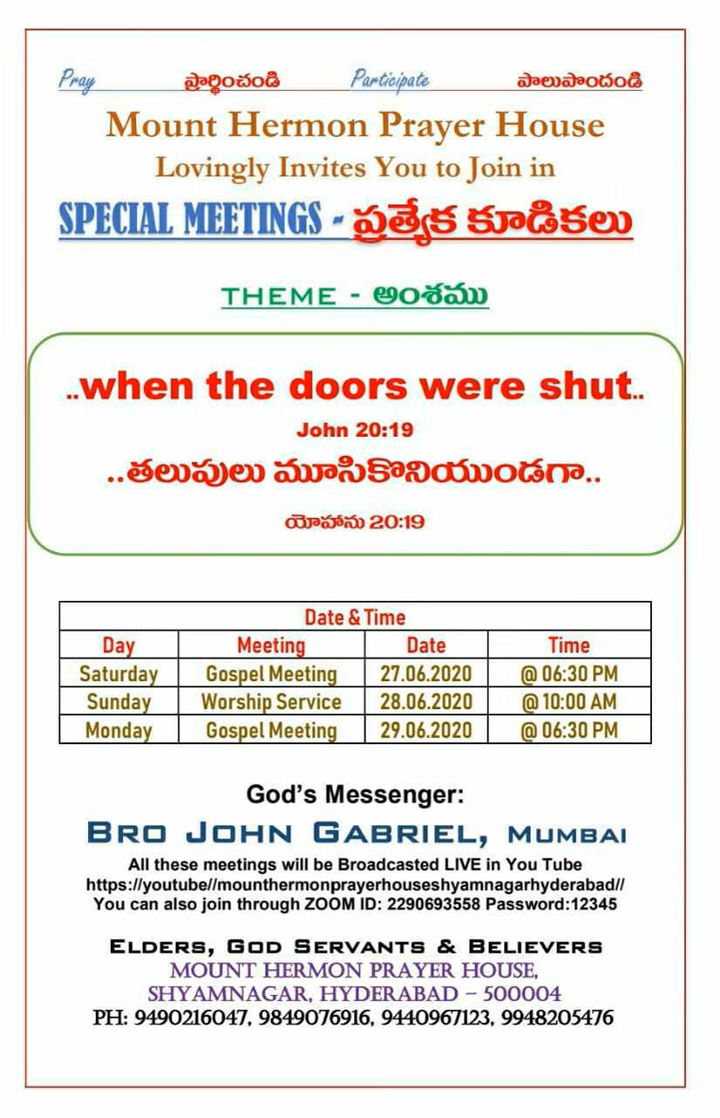 Pray ప్రార్థించండి Participate పాలుపొందండి
Mount Hermon Prayer House
Lovingly Invites You to Join in
SPECIAL MEETINGS - ప్రత్యేక కూడికలు
THEME - అంశము
..when the doors were shut..
John 20:19
..తలుపులు మూసికొనియుండగా..
యోహాను 20:19
Date & Time
Day Meeting Date Time
Saturday Gospel Meeting 27.06.2020 @ 06:30 PM
Sunday Worship Service 28.06.2020 @ 10:00 AM
Monday Gospel Meeting 29.06.2020 @ 06:30 PM
God's Messenger:
BRO JOHN GABRIEL, MUMBAI
All these meetings will be Broadcasted LIVE in You Tube
https://youtube//mounthermonprayerhouseshyamnagarhyderabad//
You can also join through ZOOM ID: 2290693558 Password:12345
ELDERS, GOD SERVANTS & BELIEVERS
MOUNT HERMON PRAYER HOUSE,
SHYAMNAGAR, HYDERABAD – 500004
PH: 9490216047, 9849076916, 9440967123, 9948205476